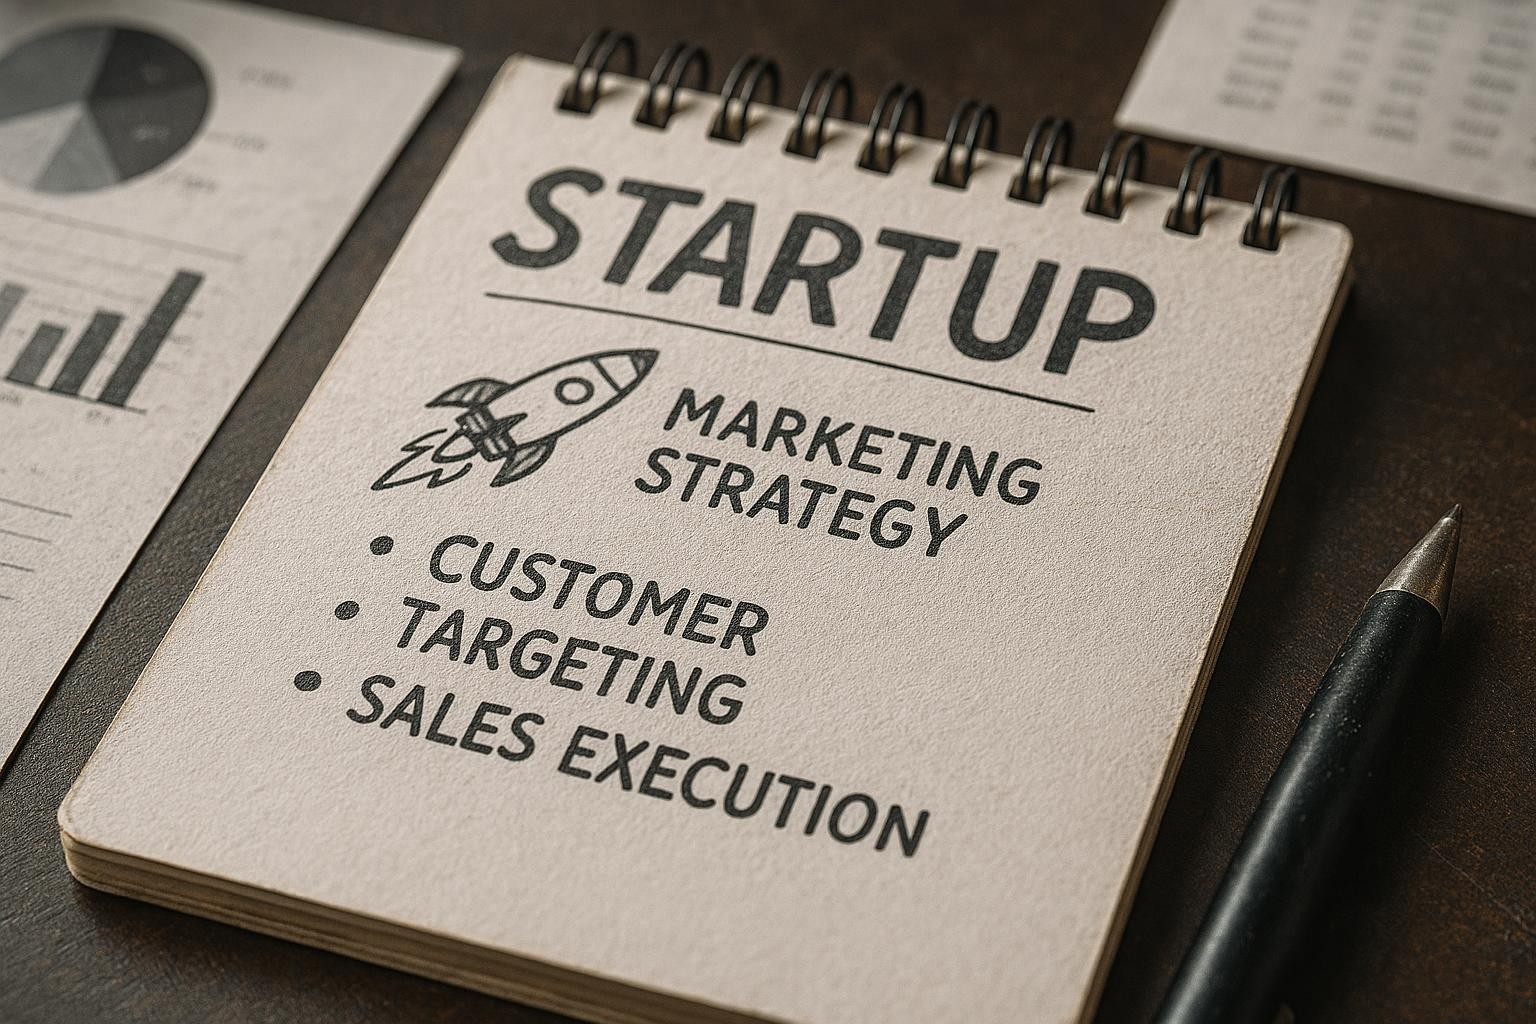 STARTUP
MARKETING
STRATEGY
• CUSTOMER
• TARGETING
• SALES EXECUTION